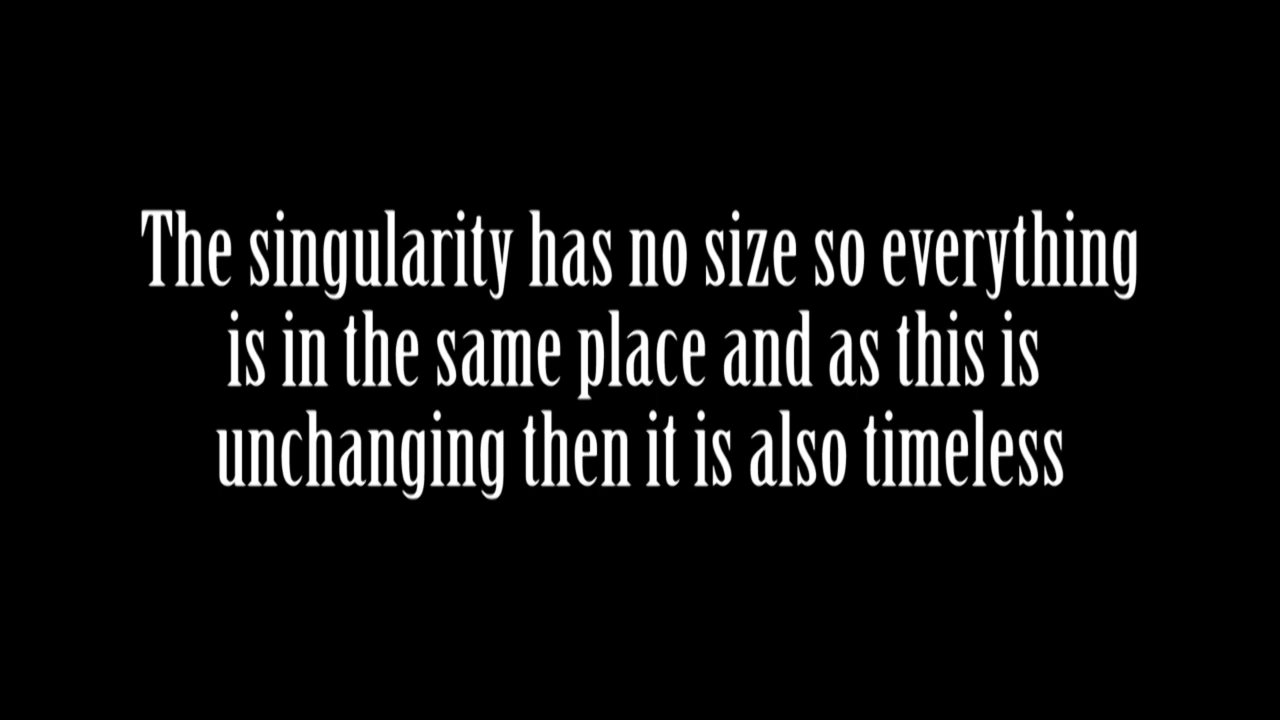 The singularity has no size so everything
is in the same place and as this is
unchanging then it is also timeless